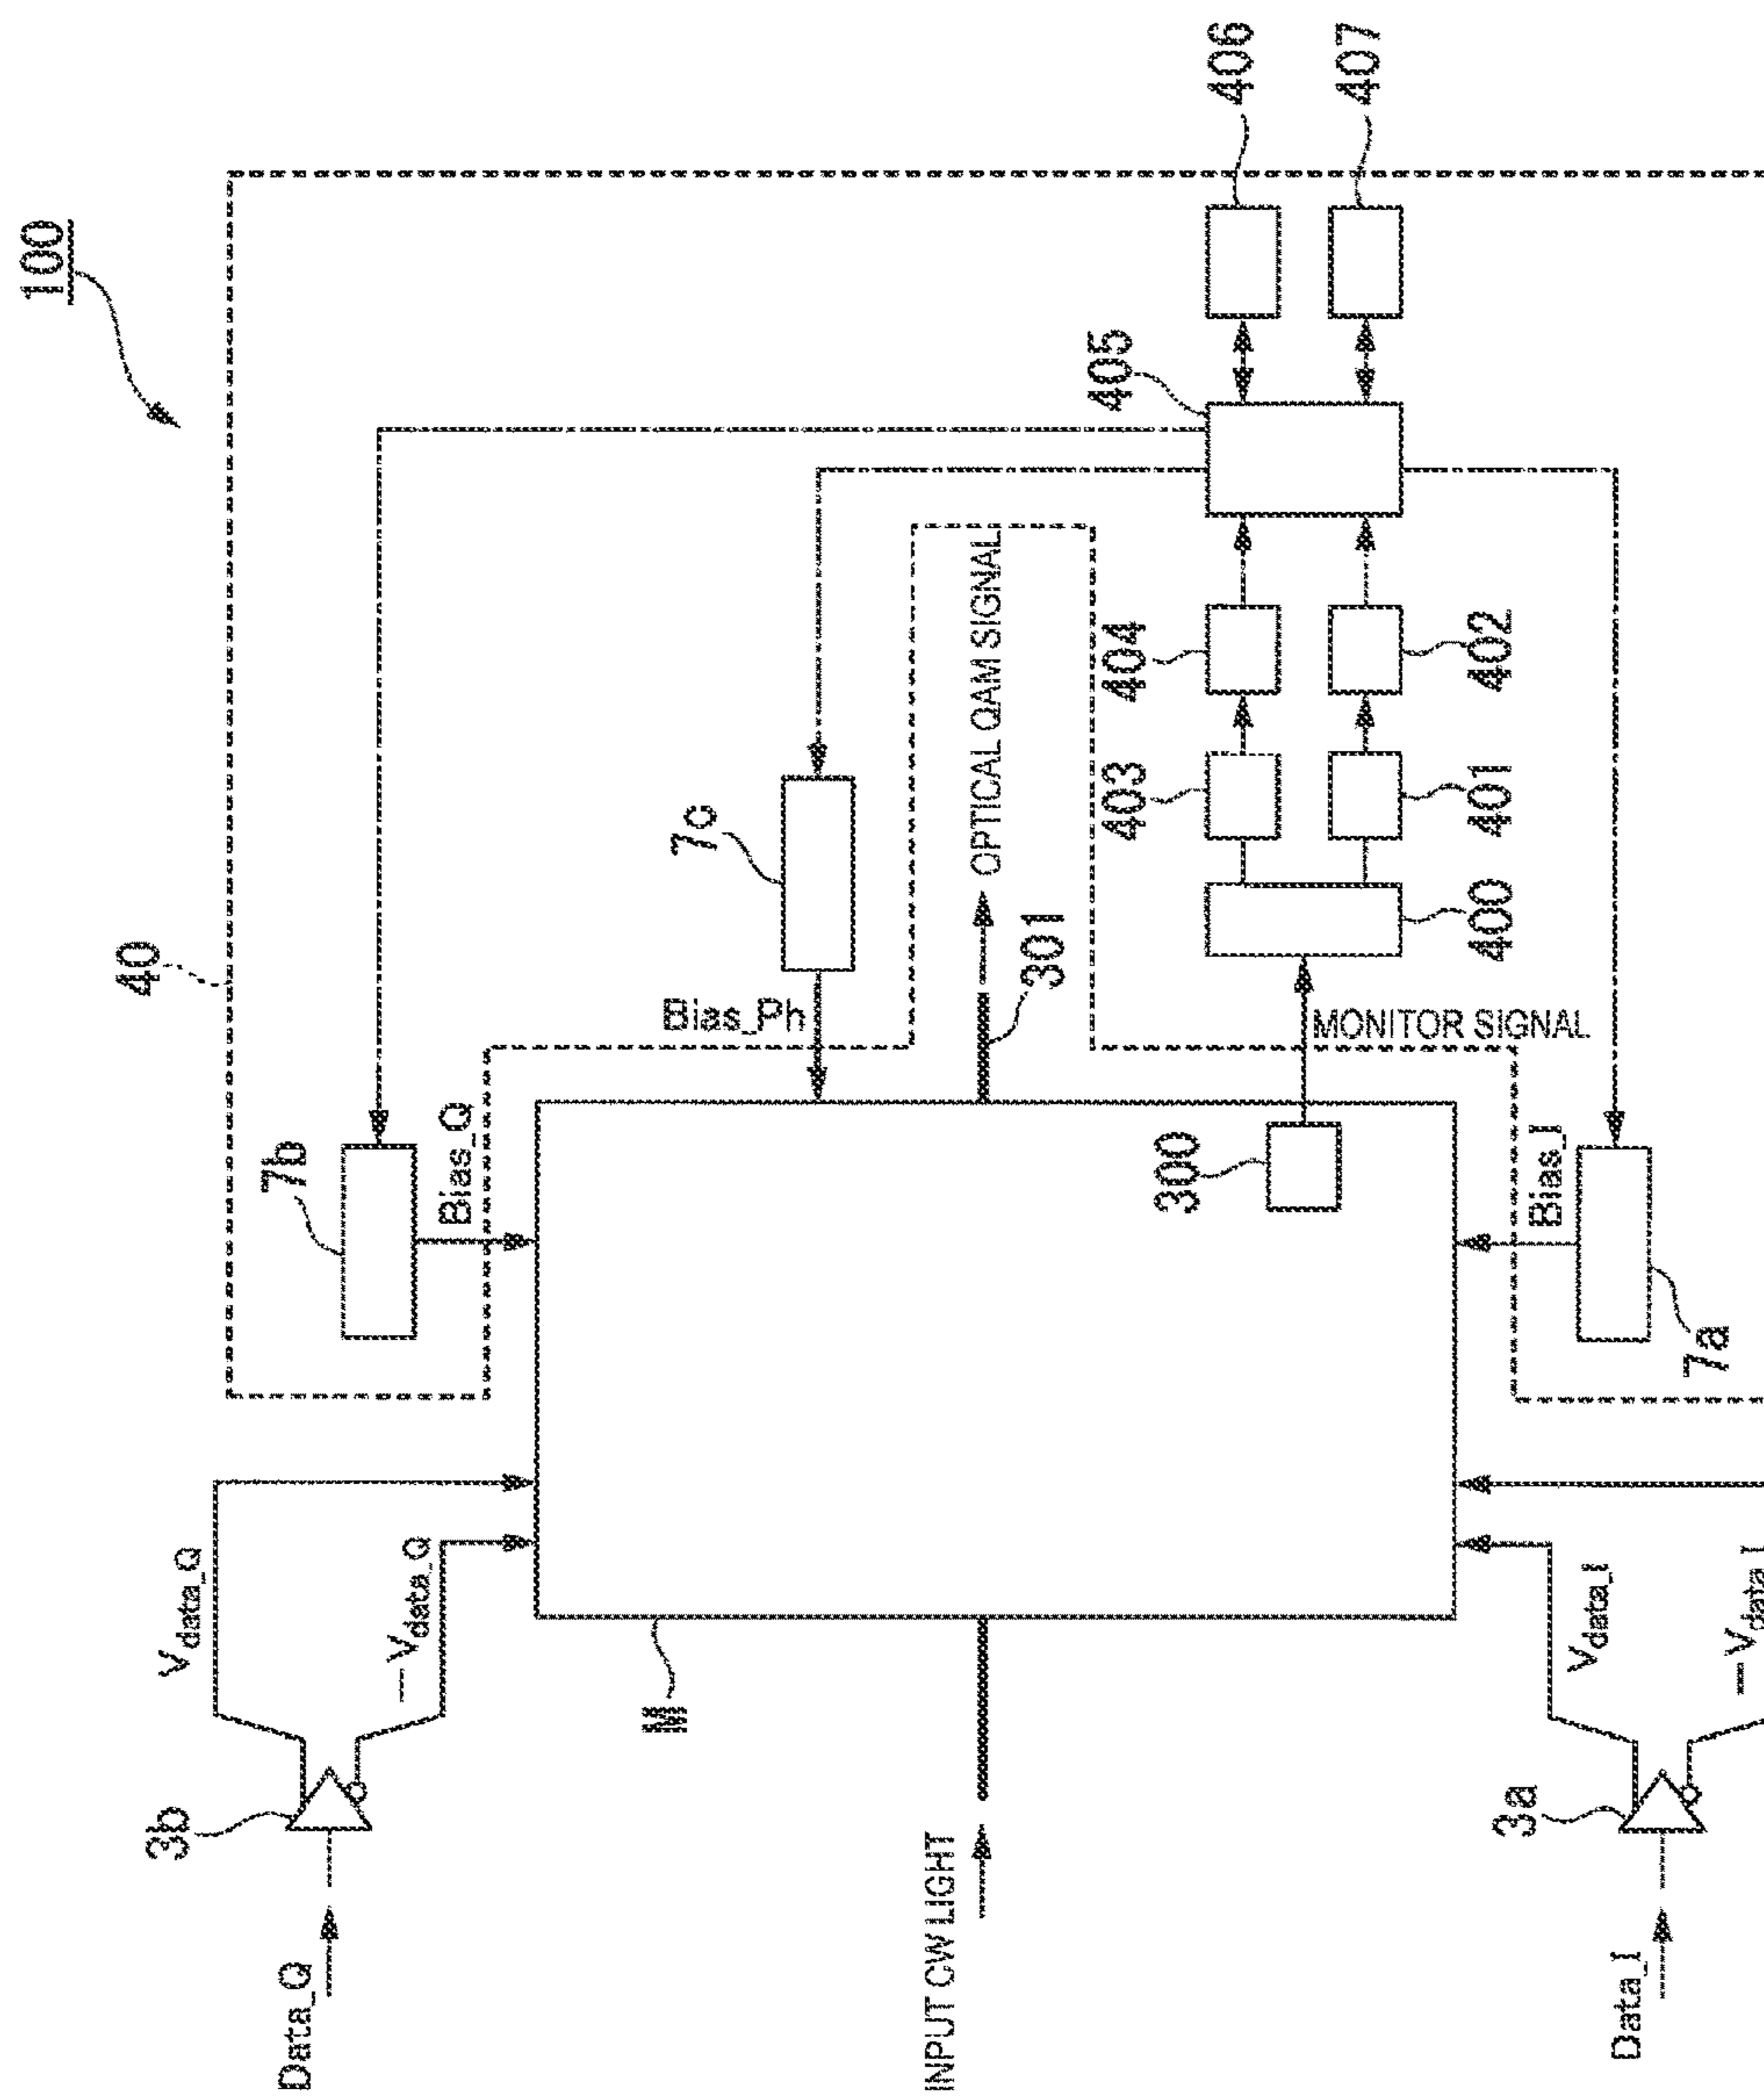 100
40
7b
Bias_Q
7c
Bias_Ph
OPTICAL QAM SIGNAL
301
405
406
407
404
403
402
401
400
MONITOR SIGNAL
300
Bias_I
7a
Vdata_Q
—Vdata_Q
3b
Data_Q
M
INPUT CW LIGHT
Vdata_I
—Vdata_I
3a
Data_I